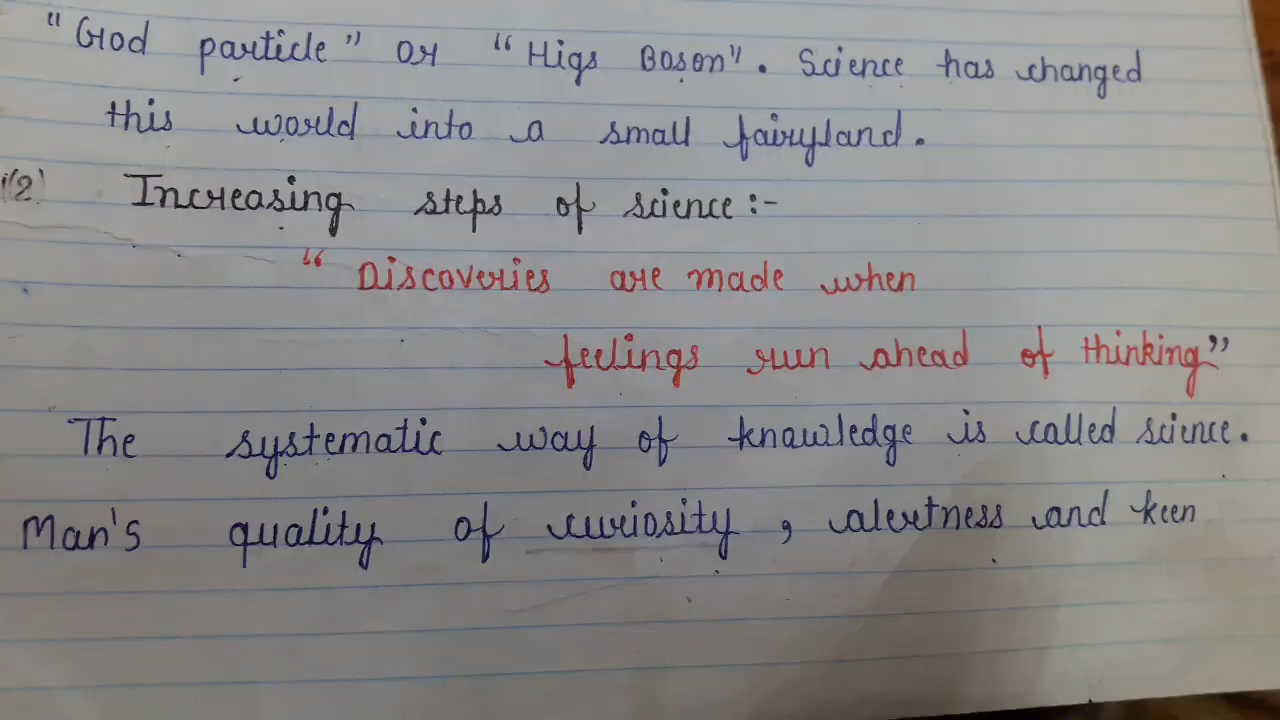 "God particle" or "Higs Boson". Science has changed
this world into a small fairyland.
(2) Increasing steps of science :-
"Discoveries are made when
feelings run ahead of thinking"
The systematic way of knowledge is called science.
Man's quality of curiosity, alertness and keen